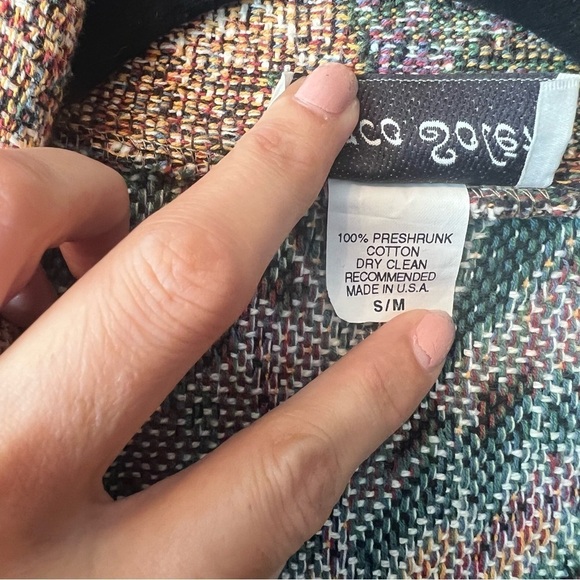 100% PRESHRUNK
COTTON
DRY CLEAN
RECOMMENDED
MADE IN U.S.A.
S/M